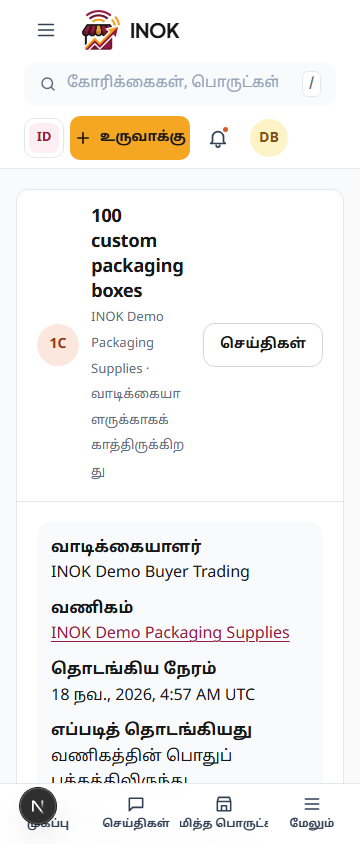 INOK
கோரிக்கைகள், பொருட்கள்
/
ID
+ உருவாக்கு
DB
100
custom
packaging
boxes
INOK Demo
Packaging
Supplies ·
வாடிக்கையா
ளருக்காகக்
காத்திருக்கிற
து
1C
செய்திகள்
வாடிக்கையாளர்
INOK Demo Buyer Trading
வணிகம்
INOK Demo Packaging Supplies
தொடங்கிய நேரம்
18 நவ., 2026, 4:57 AM UTC
எப்படித் தொடங்கியது
வணிகத்தின் பொதுப்
பக்கத்திலிருந்து
N
முகப்பு
செய்திகள்
மேலும்